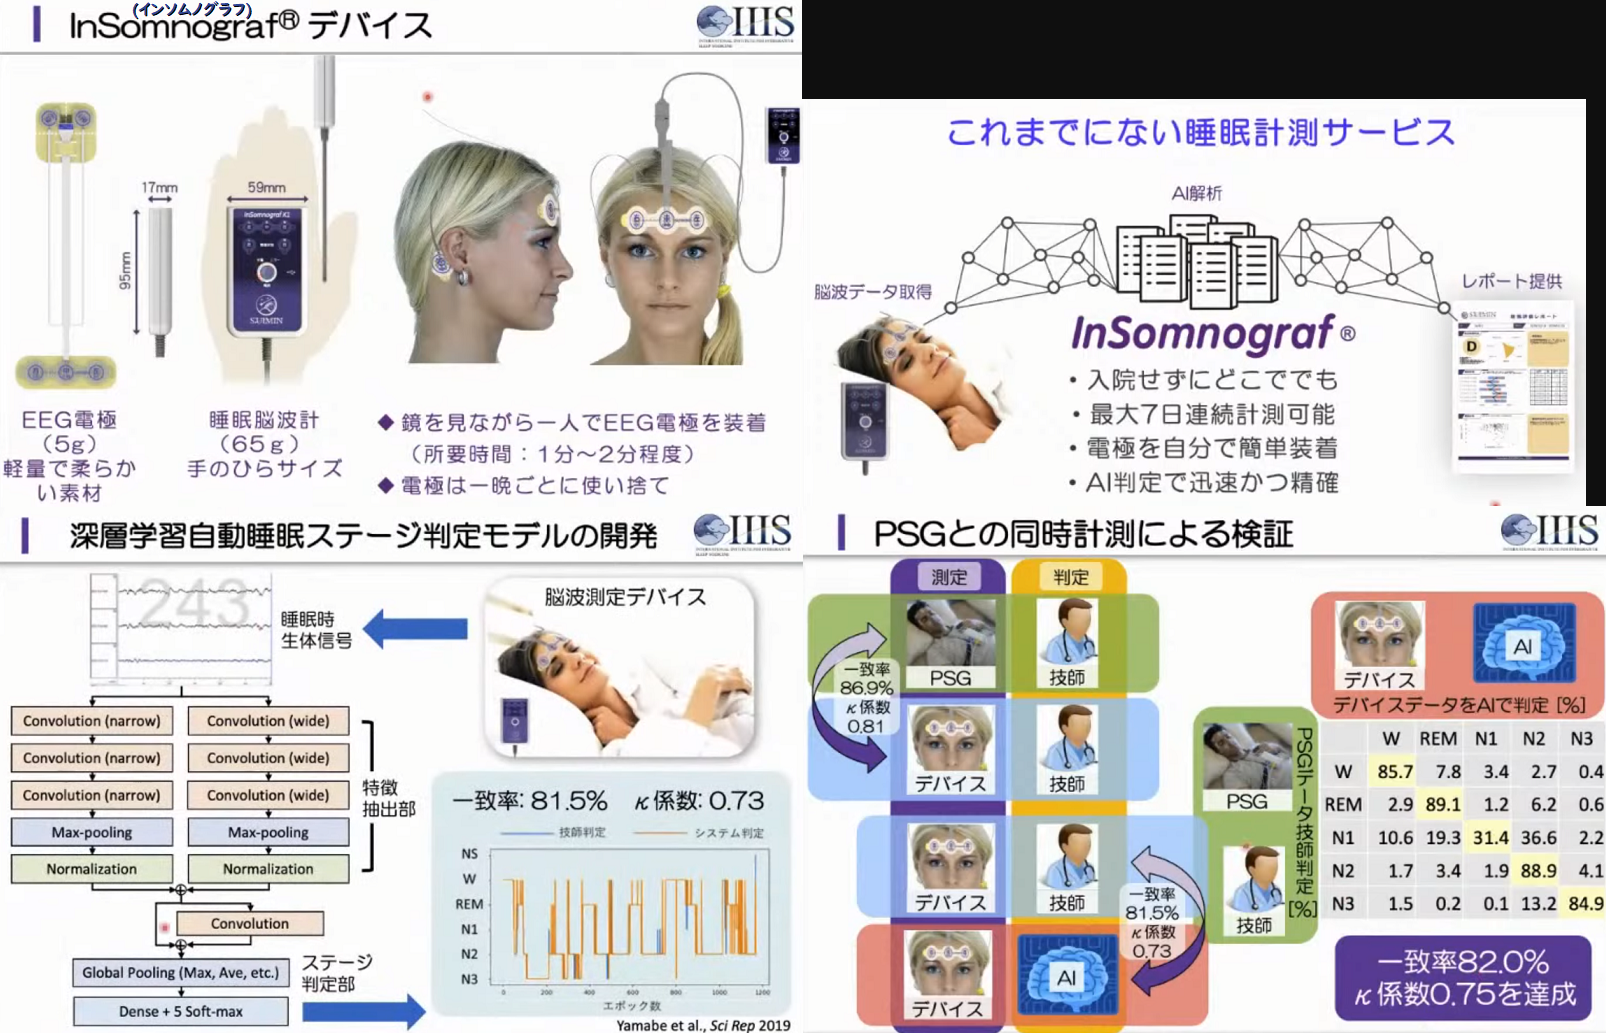 (インソムノグラフ)
InSomnograf® デバイス
IIIS
INTERNATIONAL INSTITUTE FOR INTEGRATIVE
SLEEP MEDICINE
17mm
95mm
59mm
InSomnograf K2
SUIMIN
EEG電極
(5g)
軽量で柔らか
い素材
睡眠脳波計
(65g)
手のひらサイズ
◆ 鏡を見ながら一人でEEG電極を装着
(所要時間：1分～2分程度)
◆ 電極は一晩ごとに使い捨て
これまでにない睡眠計測サービス
AI解析
脳波データ取得
レポート提供
SUIMIN
D
InSomnograf®
・入院せずにどこででも
・最大7日連続計測可能
・電極を自分で簡単装着
・AI判定で迅速かつ精確
深層学習自動睡眠ステージ判定モデルの開発
IIIS
243
睡眠時
生体信号
脳波測定デバイス
Convolution (narrow)
Convolution (wide)
Convolution (narrow)
Convolution (wide)
Convolution (narrow)
Convolution (wide)
Max-pooling
Max-pooling
Normalization
Normalization
特徴
抽出部
Convolution
Global Pooling (Max, Ave, etc.)
Dense + 5 Soft-max
ステージ
判定部
一致率: 81.5% κ係数: 0.73
技師判定 システム判定
NS
W
REM
N1
N2
N3
0 200 400 600 800 1000 1200
エポック数
Yamabe et al., Sci Rep 2019
PSGとの同時計測による検証
IIIS
測定 判定
PSG 技師
一致率
86.9%
κ係数
0.81
デバイス 技師
デバイス 技師
一致率
81.5%
κ係数
0.73
デバイス AI
デバイス AI
デバイスデータをAIで判定 [%]
PSG
技師
PSGデータ技師判定[%]
W REM N1 N2 N3
W 85.7 7.8 3.4 2.7 0.4
REM 2.9 89.1 1.2 6.2 0.6
N1 10.6 19.3 31.4 36.6 2.2
N2 1.7 3.4 1.9 88.9 4.1
N3 1.5 0.2 0.1 13.2 84.9
一致率82.0%
κ係数0.75を達成